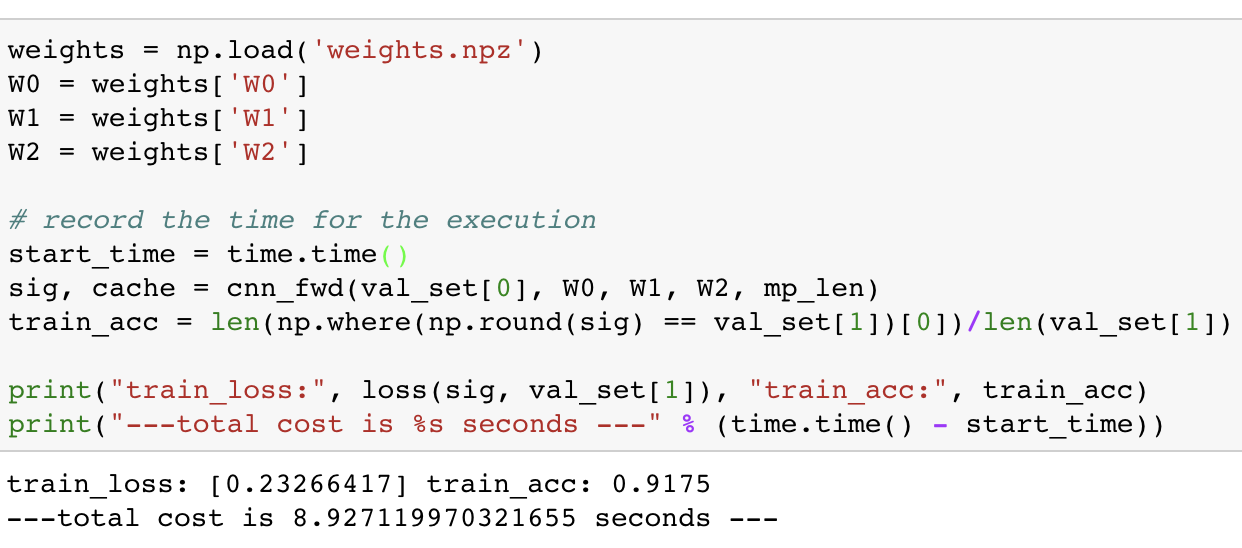 weights = np.load('weights.npz')
W0 = weights['W0']
W1 = weights['W1']
W2 = weights['W2']
# record the time for the execution
start_time = time.time()
sig, cache = cnn_fwd(val_set[0], W0, W1, W2, mp_len)
train_acc = len(np.where(np.round(sig) == val_set[1])[0])/len(val_set[1])
print("train_loss:", loss(sig, val_set[1]), "train_acc:", train_acc)
print("---total cost is %s seconds ---" % (time.time() - start_time))
train_loss: [0.23266417] train_acc: 0.9175
---total cost is 8.927119970321655 seconds ---